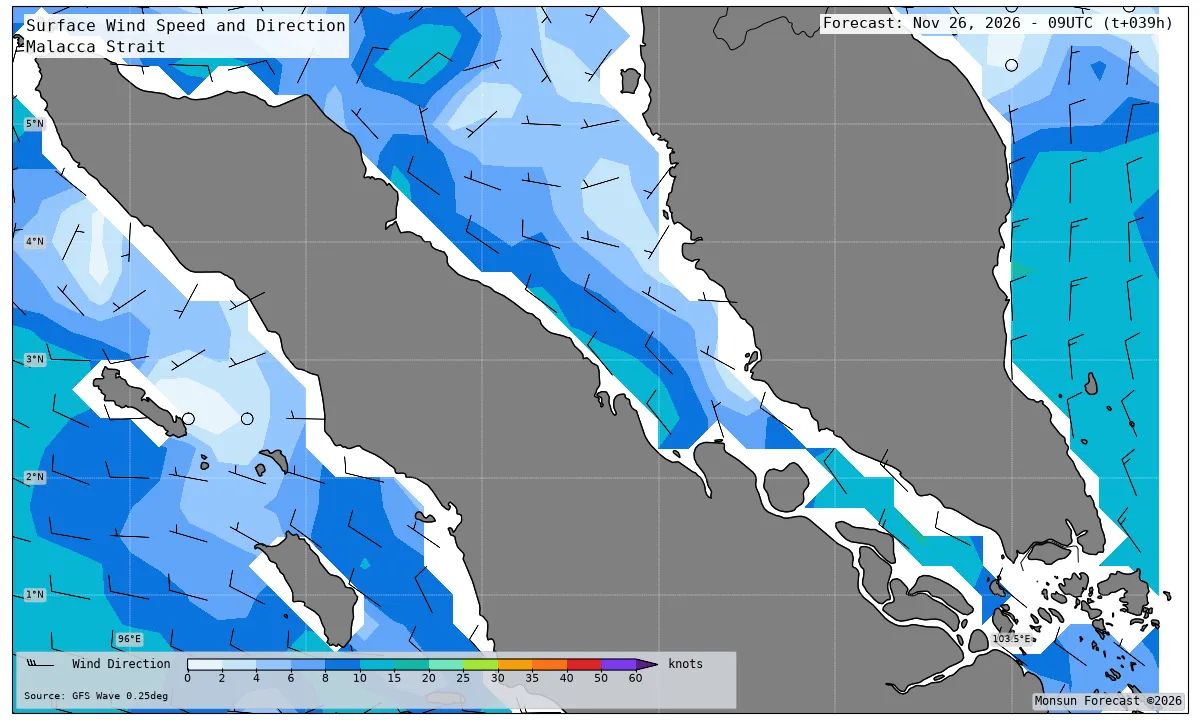 Surface Wind Speed and Direction
Malacca Strait
Forecast: Nov 26, 2026 - 09UTC (t+039h)
5°N
4°N
3°N
2°N
1°N
96°E
103.5°E
Wind Direction
0 2 4 6 8 10 15 20 25 30 35 40 50 60
knots
Source: GFS Wave 0.25deg
Monsun Forecast ©2026